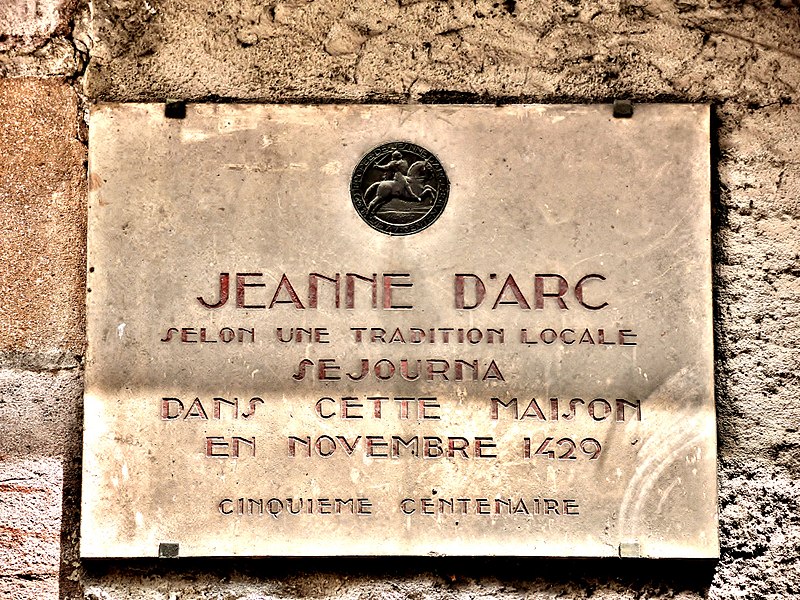 JEANNE D'ARC
SELON UNE TRADITION LOCALE
SEJOURNA
DANS CETTE MAISON
EN NOVEMBRE 1429
CINQUIEME CENTENAIRE